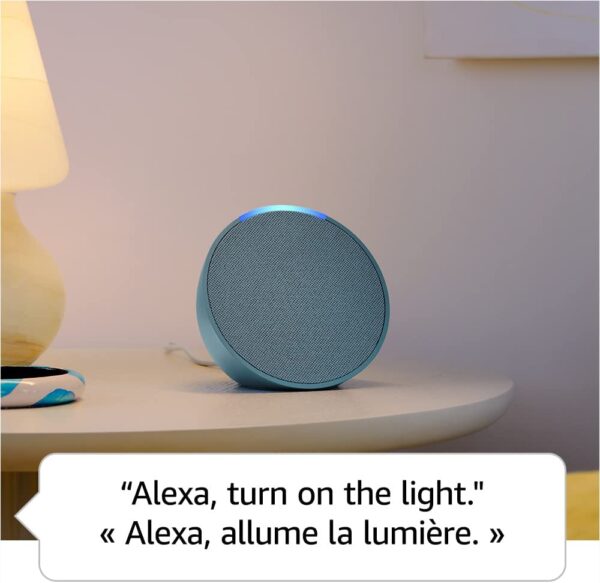 “Alexa, turn on the light."
« Alexa, allume la lumière. »